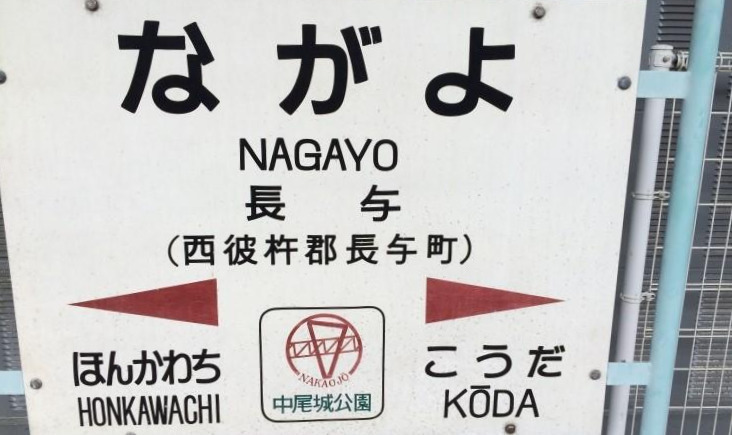 ながよ
NAGAYO
長与
(西彼杵郡長与町)
ほんかわち
HONKAWACHI
NAKAOJŌ
中尾城公園
こうだ
KŌDA